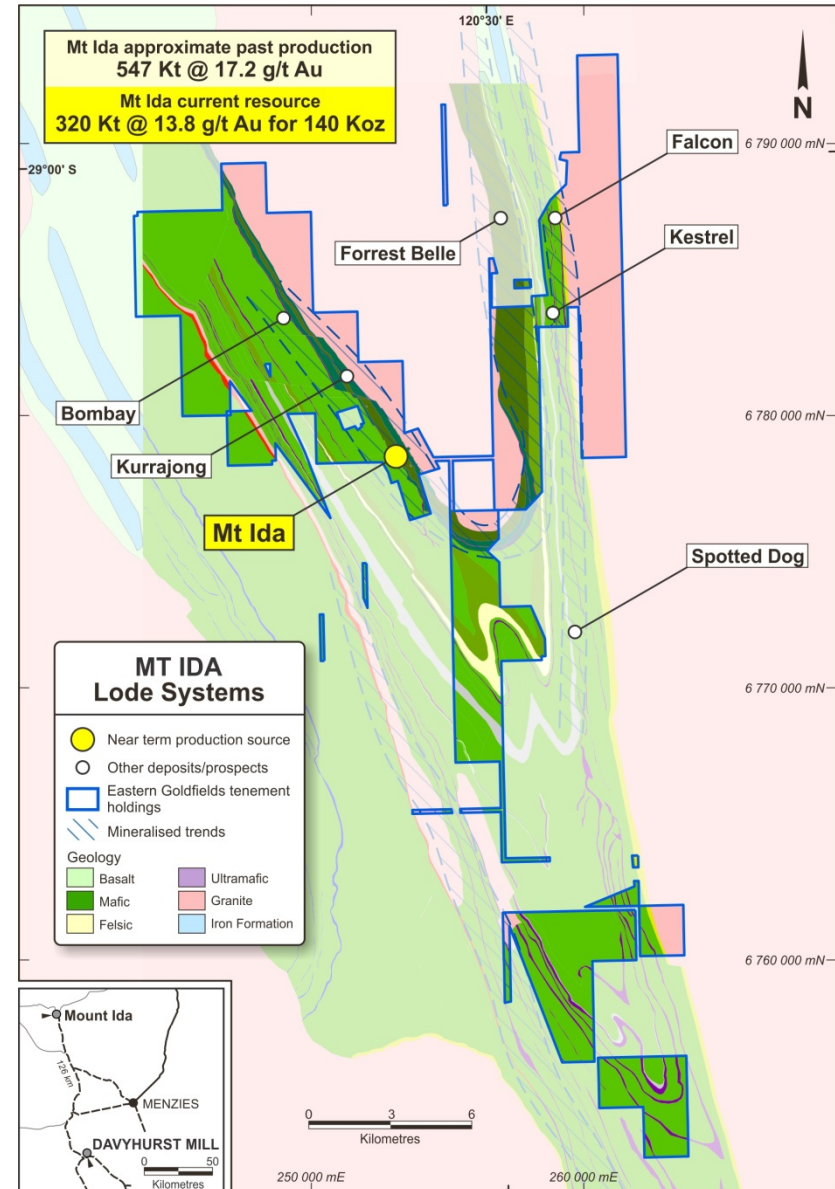 120°30' E
Mt Ida approximate past production
547 Kt @ 17.2 g/t Au
Mt Ida current resource
320 Kt @ 13.8 g/t Au for 140 Koz
N
6 790 000 mN
29°00' S
Falcon
Forrest Belle
Kestrel
Bombay
6 780 000 mN
Kurrajong
Mt Ida
Spotted Dog
MT IDA
Lode Systems
6 770 000 mN
Near term production source
Other deposits/prospects
Eastern Goldfields tenement
holdings
Mineralised trends
Geology
Basalt
Ultramafic
Mafic
Granite
Felsic
Iron Formation
6 760 000 mN
Mount Ida
126 km
MENZIES
DAVYHURST MILL
0 50
Kilometres
0 3 6
Kilometres
250 000 mE
260 000 mE